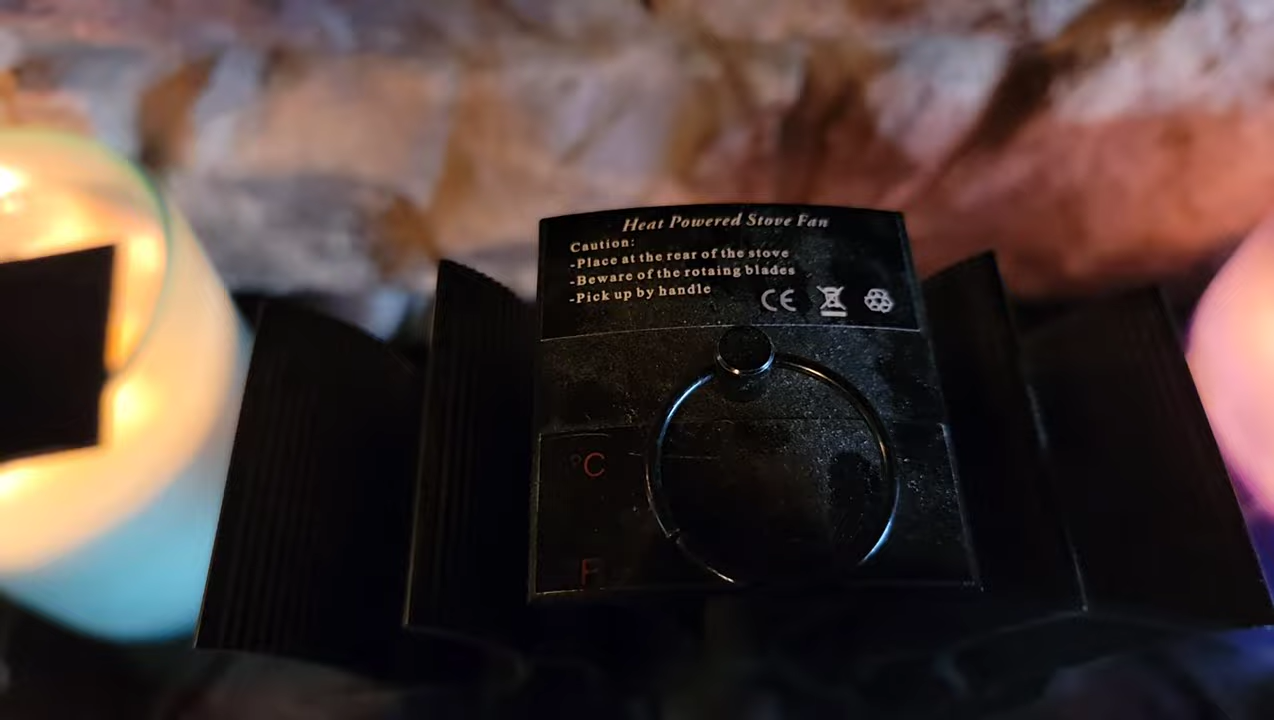 Heat Powered Stove Fan
Caution:
-Place at the rear of the stove
-Beware of the rotaing blades
-Pick up by handle
CE
°C
F